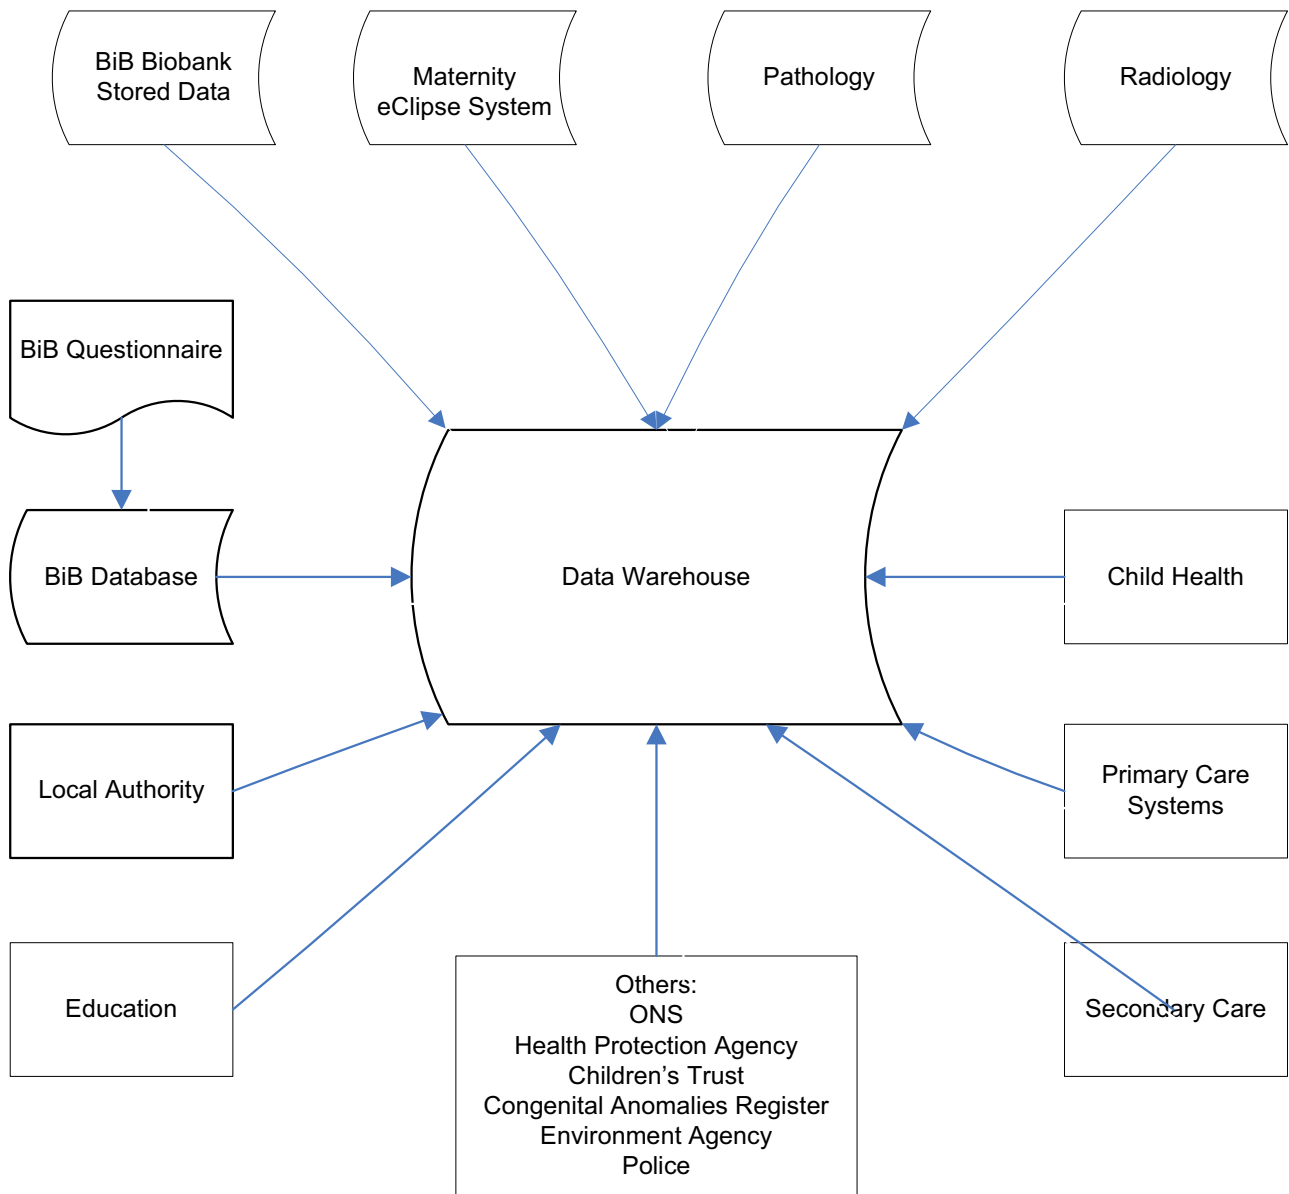 BiB Biobank
Stored Data
Maternity
eClipse System
Pathology
Radiology
BiB Questionnaire
BiB Database
Data Warehouse
Child Health
Local Authority
Primary Care
Systems
Education
Others:
ONS
Health Protection Agency
Children’s Trust
Congenital Anomalies Register
Environment Agency
Police
Secondary Care